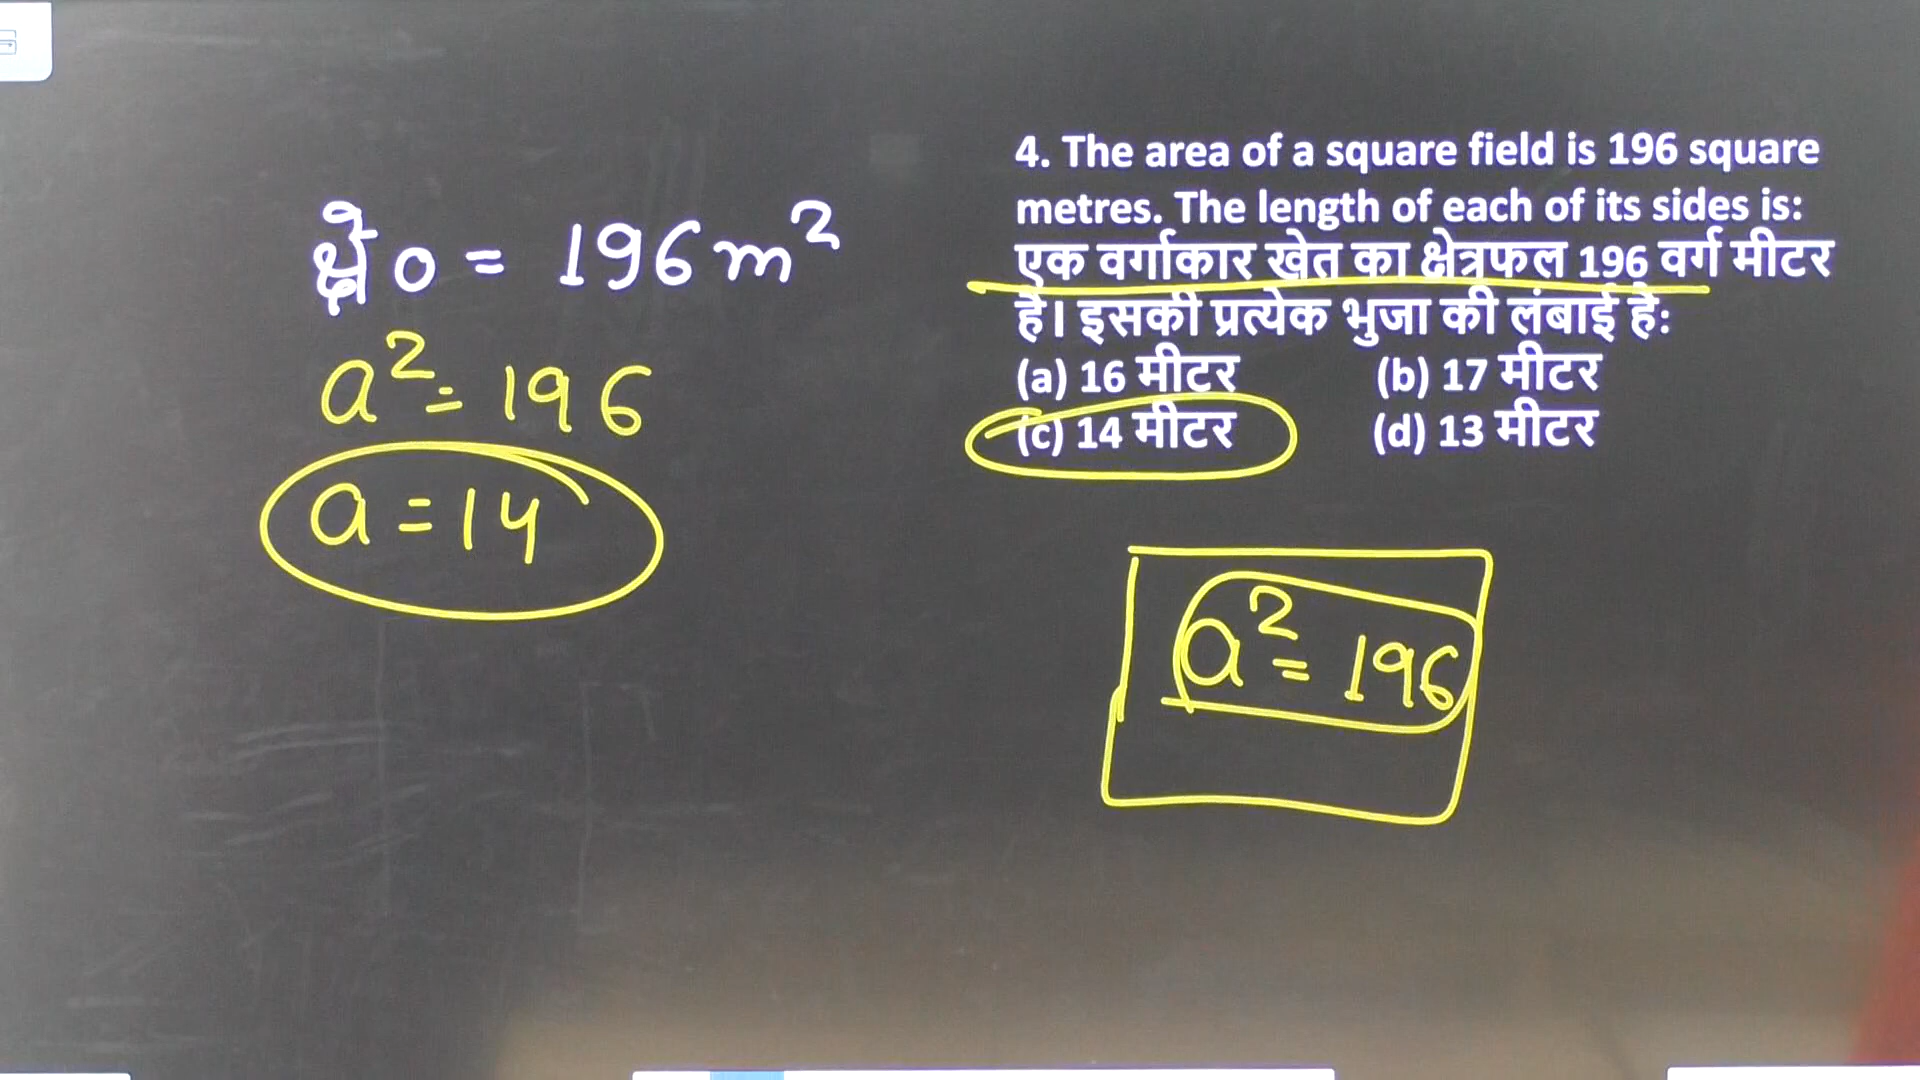 क्षे० = 196 m²
a² = 196
a = 14
4. The area of a square field is 196 square
metres. The length of each of its sides is:
एक वर्गाकार खेत का क्षेत्रफल 196 वर्ग मीटर
है। इसकी प्रत्येक भुजा की लंबाई है:
(a) 16 मीटर (b) 17 मीटर
(c) 14 मीटर (d) 13 मीटर
a² = 196